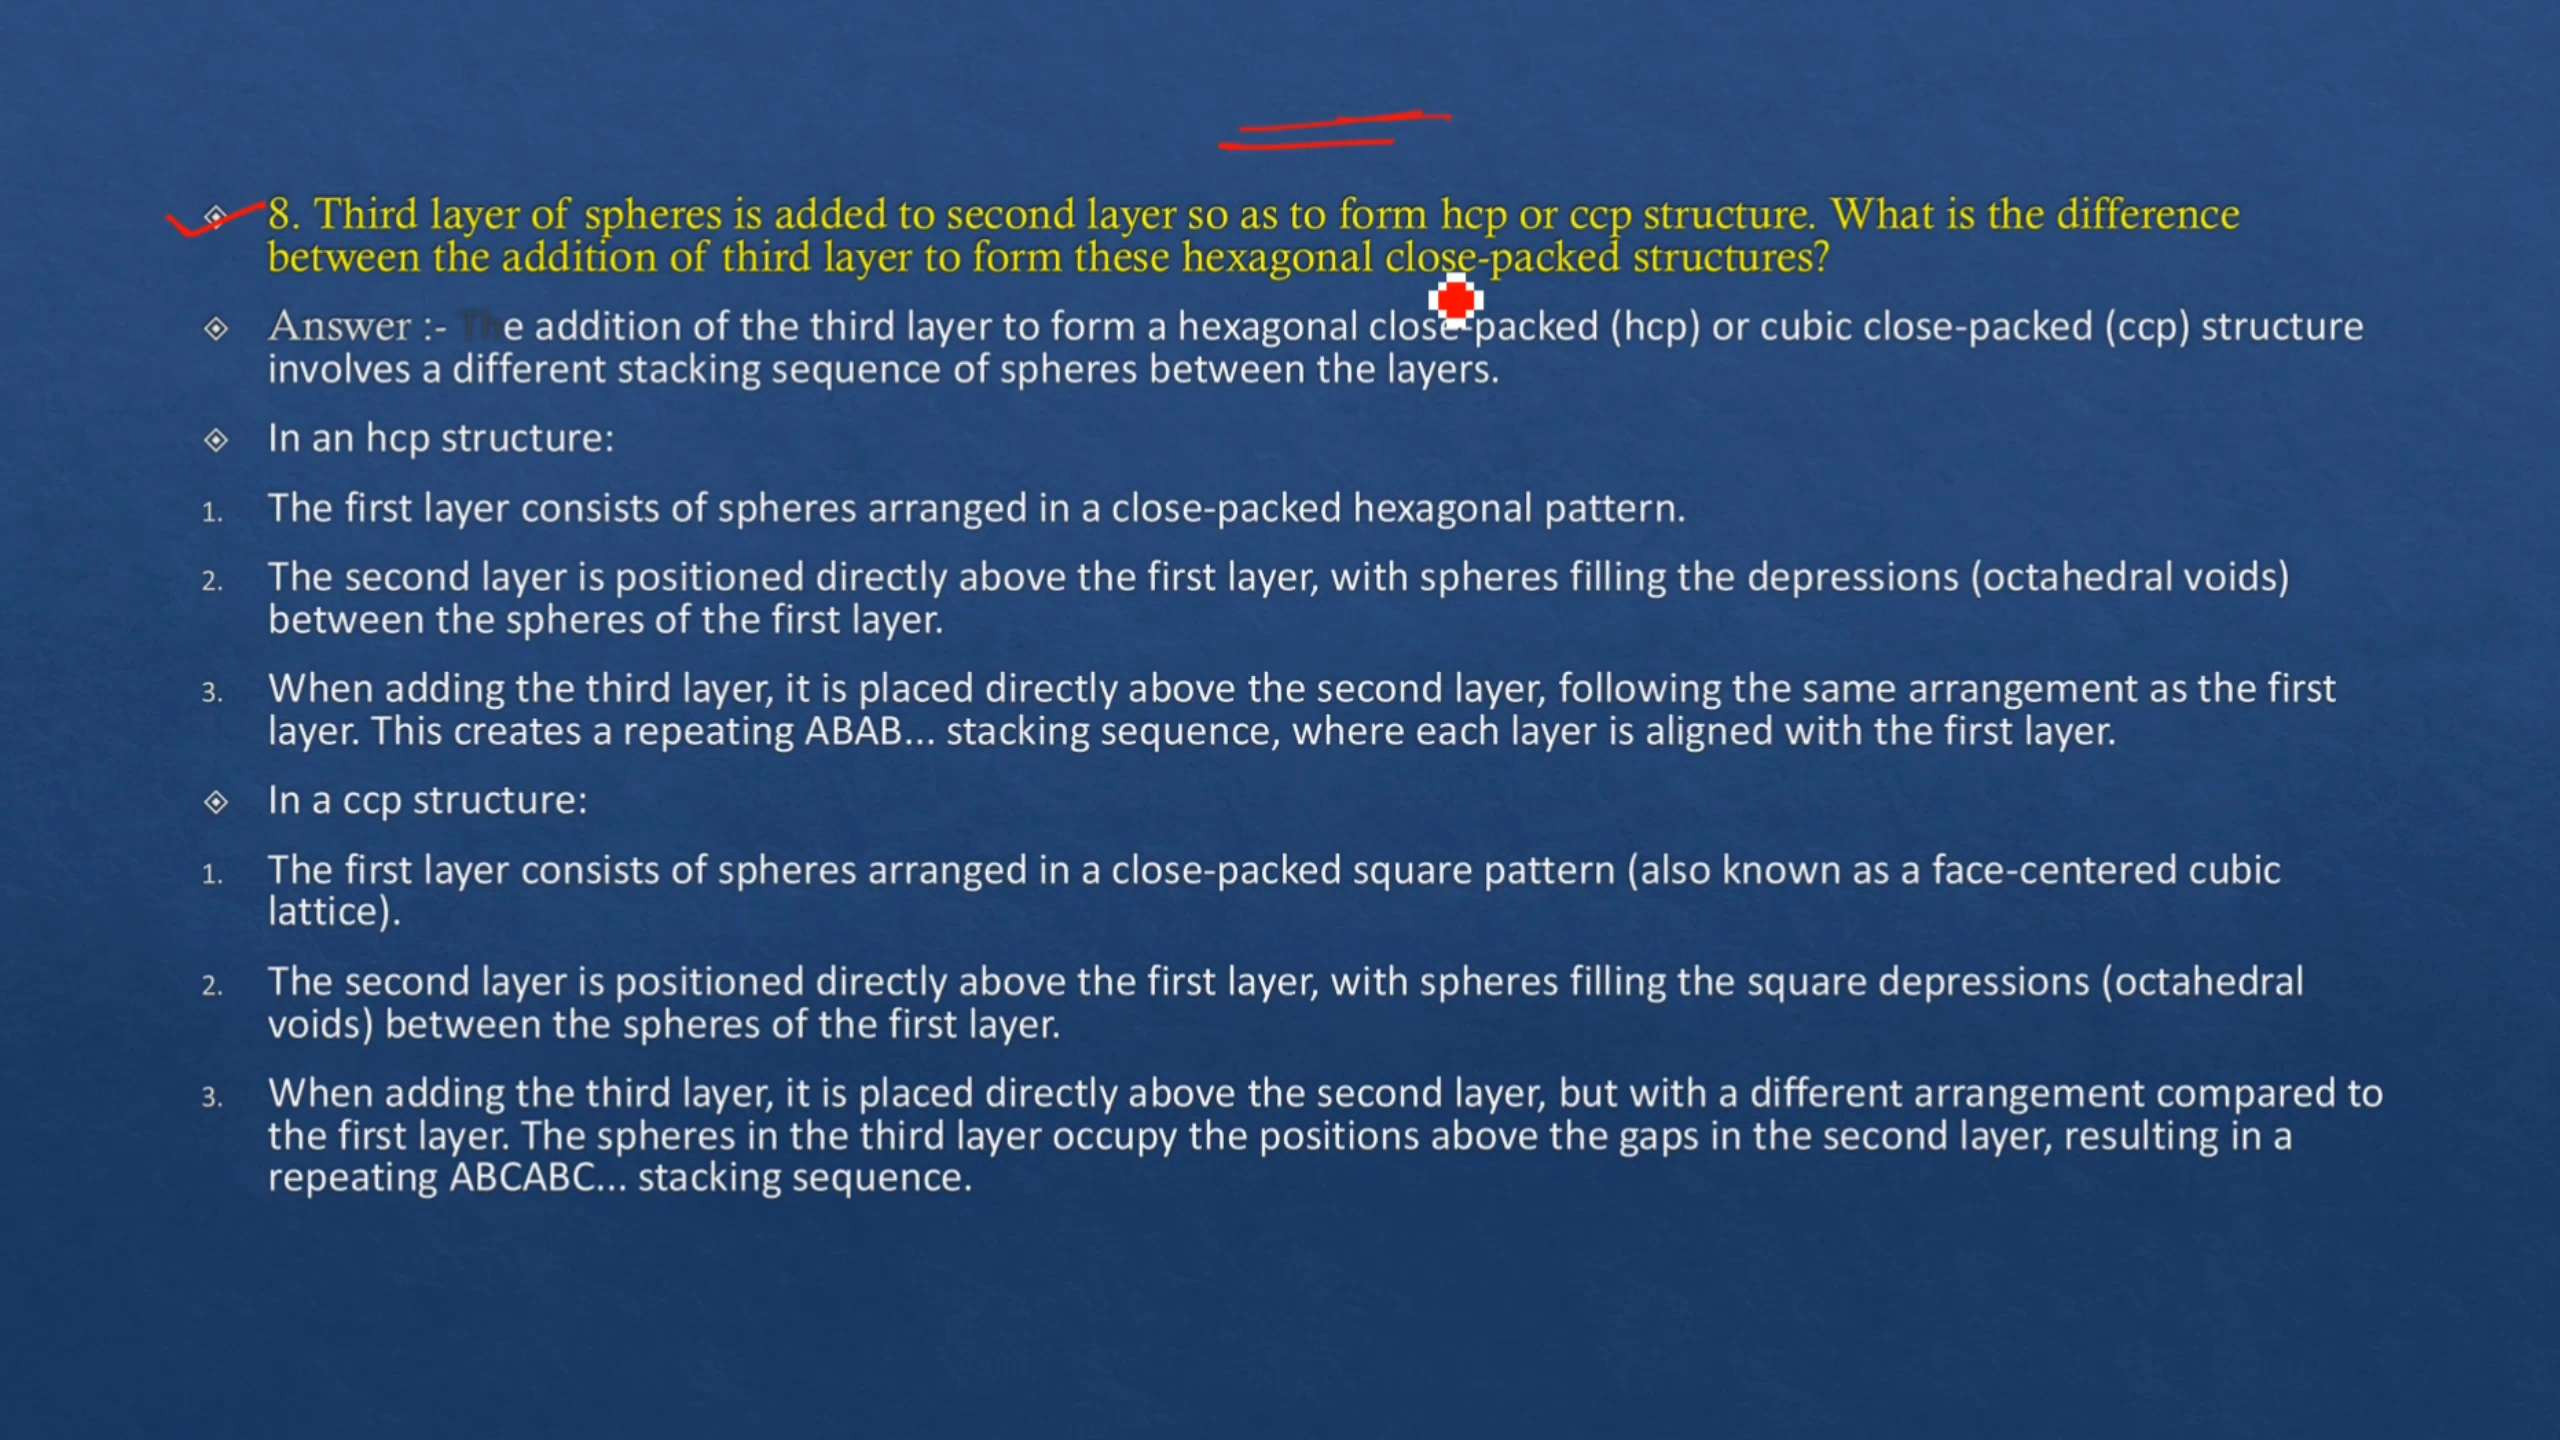 8. Third layer of spheres is added to second layer so as to form hcp or ccp structure. What is the difference
between the addition of third layer to form these hexagonal close-packed structures?
Answer :- The addition of the third layer to form a hexagonal close-packed (hcp) or cubic close-packed (ccp) structure
involves a different stacking sequence of spheres between the layers.
In an hcp structure:
1. The first layer consists of spheres arranged in a close-packed hexagonal pattern.
2. The second layer is positioned directly above the first layer, with spheres filling the depressions (octahedral voids)
between the spheres of the first layer.
3. When adding the third layer, it is placed directly above the second layer, following the same arrangement as the first
layer. This creates a repeating ABAB... stacking sequence, where each layer is aligned with the first layer.
In a ccp structure:
1. The first layer consists of spheres arranged in a close-packed square pattern (also known as a face-centered cubic
lattice).
2. The second layer is positioned directly above the first layer, with spheres filling the square depressions (octahedral
voids) between the spheres of the first layer.
3. When adding the third layer, it is placed directly above the second layer, but with a different arrangement compared to
the first layer. The spheres in the third layer occupy the positions above the gaps in the second layer, resulting in a
repeating ABCABC... stacking sequence.